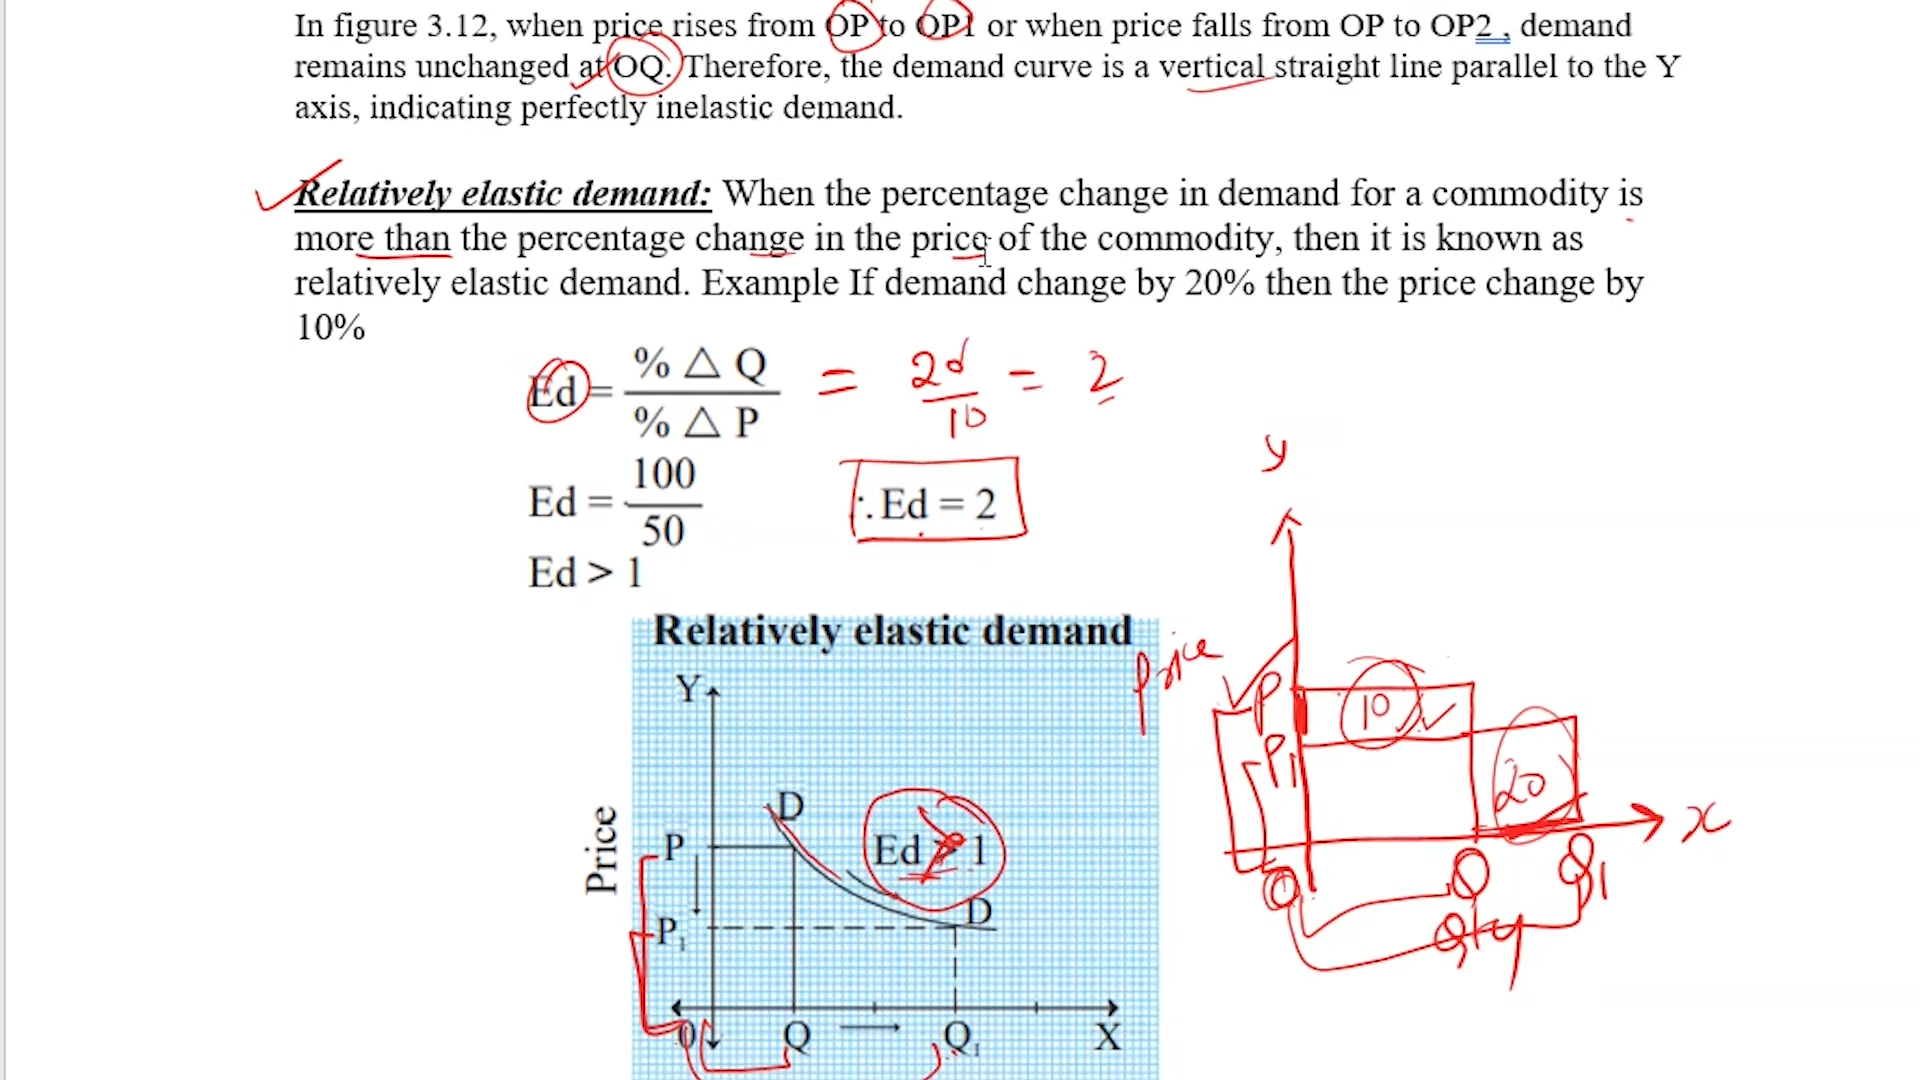 In figure 3.12, when price rises from OP to OP1 or when price falls from OP to OP2 , demand
remains unchanged at OQ. Therefore, the demand curve is a vertical straight line parallel to the Y
axis, indicating perfectly inelastic demand.
Relatively elastic demand: When the percentage change in demand for a commodity is
more than the percentage change in the price of the commodity, then it is known as
relatively elastic demand. Example If demand change by 20% then the price change by
10%
Ed = % △ Q / % △ P = 20 / 10 = 2
Ed = 100 / 50 ∴ Ed = 2
Ed > 1
Relatively elastic demand
Y
Price
P
P1
D
Ed > 1
D
0 Q Q1 X
y
Price
P
P1
10
20
x
O Q Q1
Qty